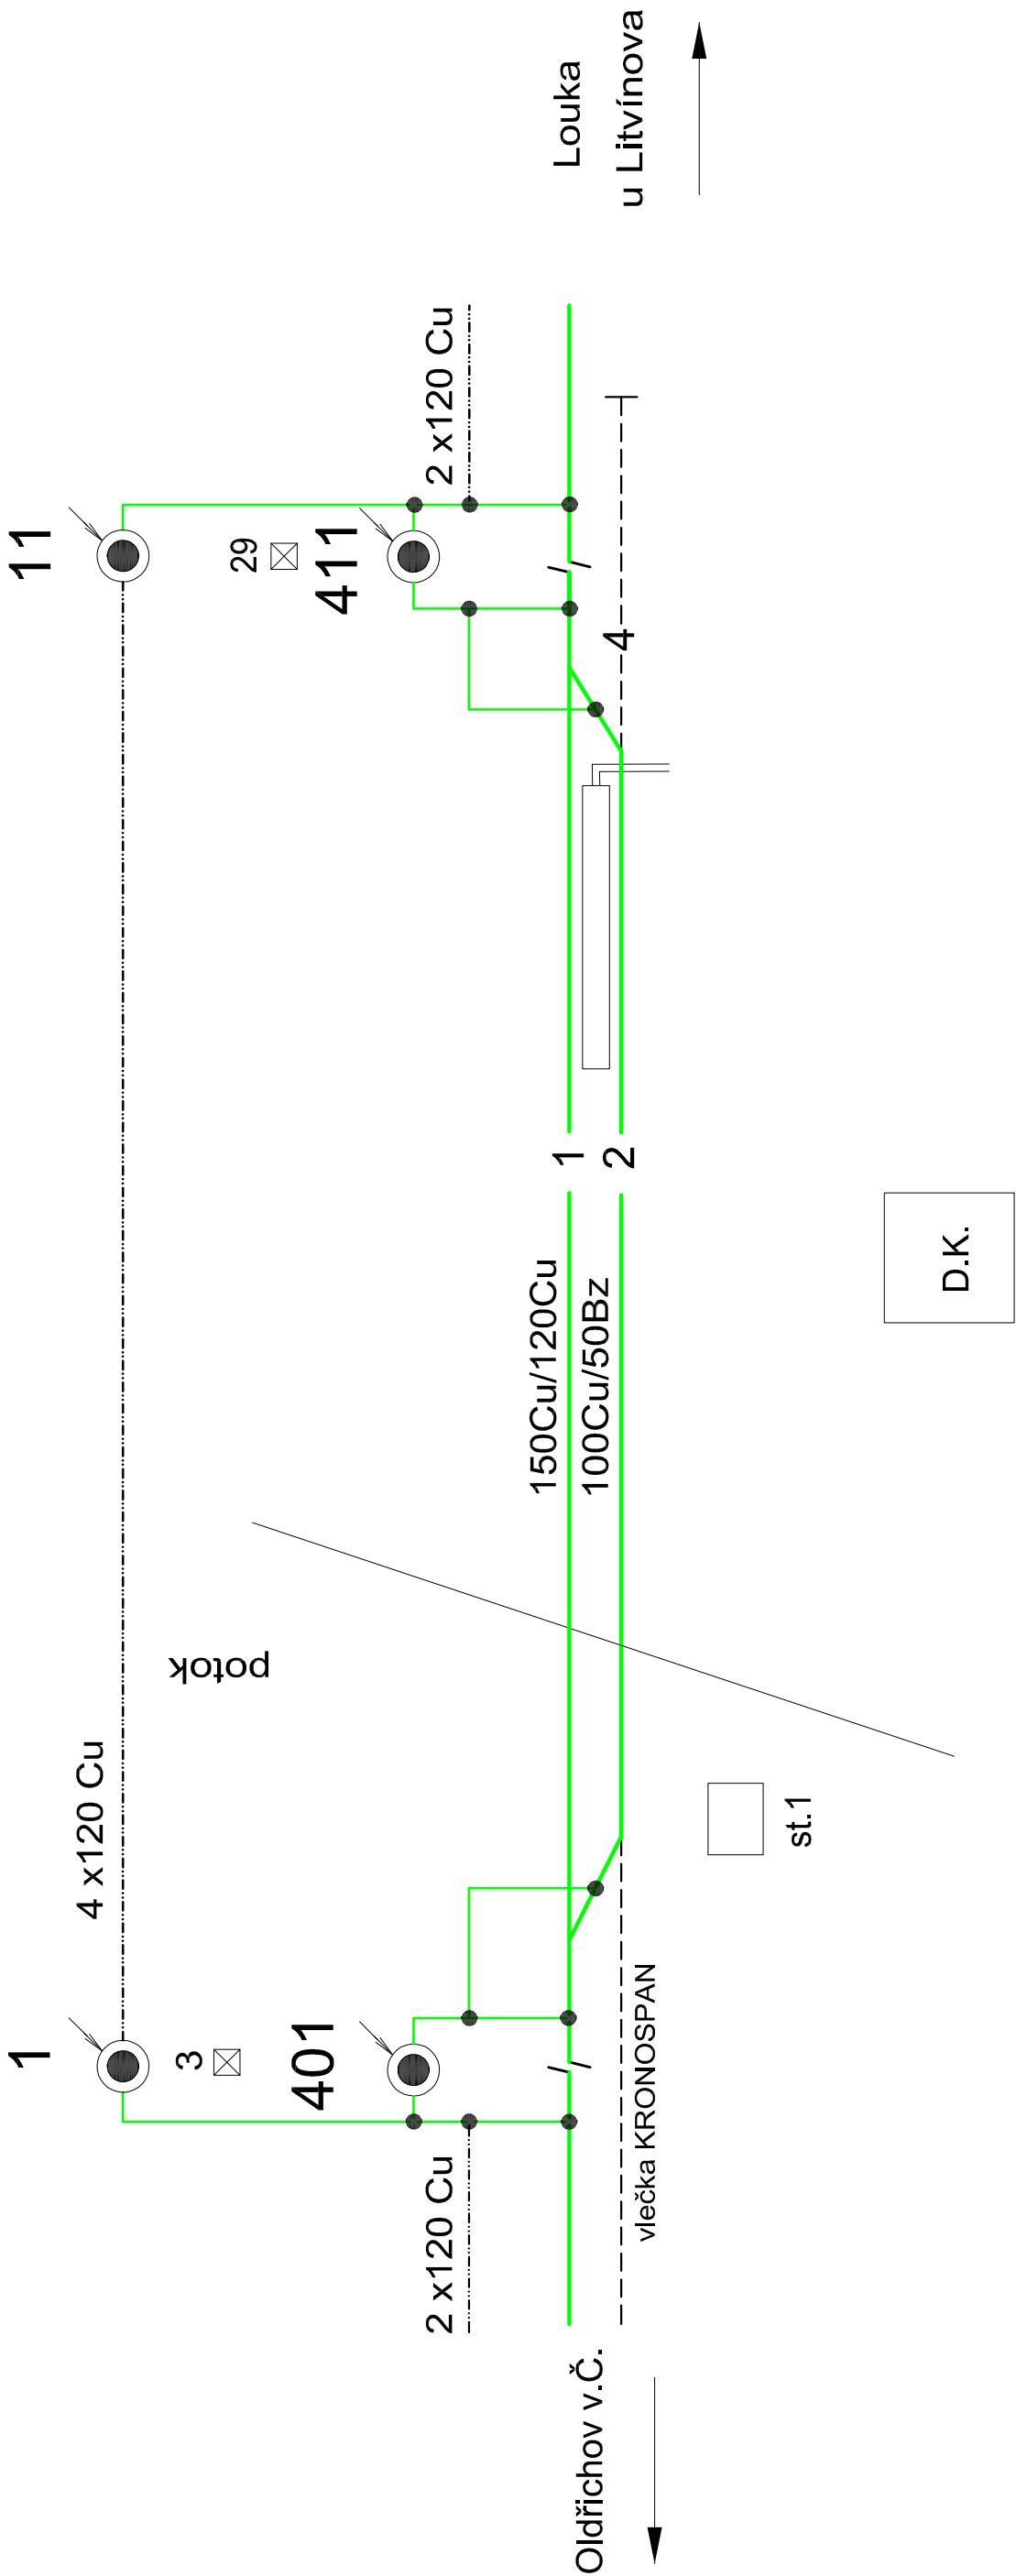 1
4 x120 Cu
11
3
29
potok
401
411
2 x120 Cu
2 x120 Cu
150Cu/120Cu
1
100Cu/50Bz
2
4
Oldřichov v.Č.
vlečka KRONOSPAN
Louka
u Litvínova
st.1
D.K.